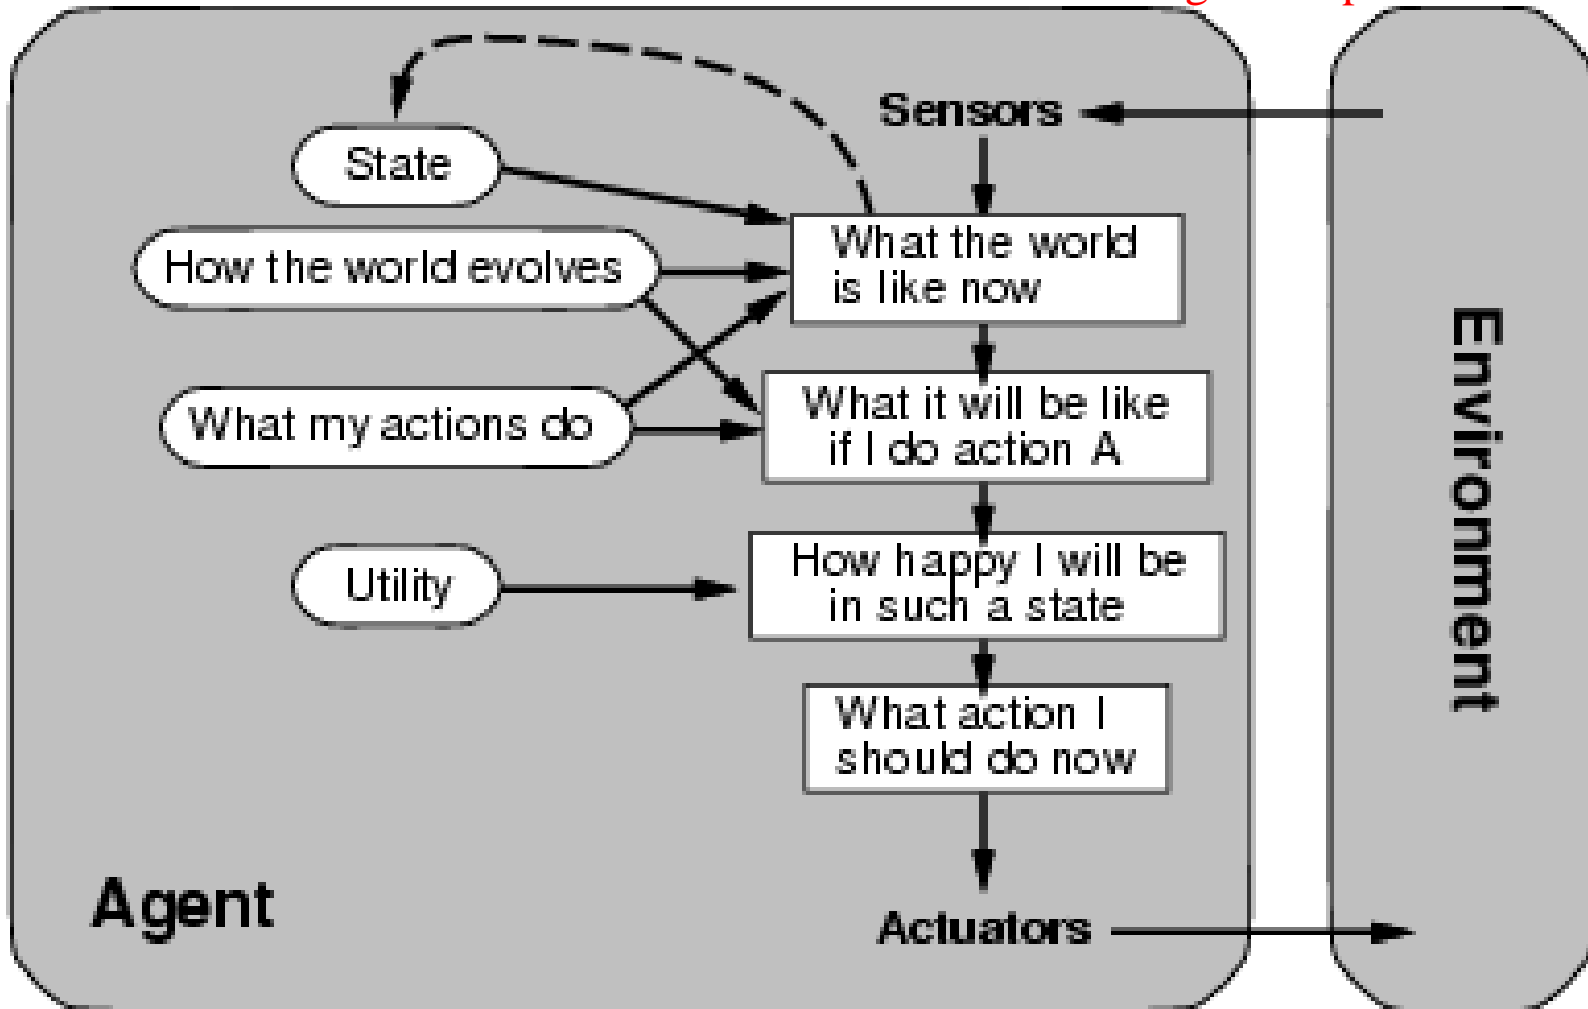 Sensors
State
What the world
is like now
How the world evolves
What it will be like
if I do action A
What my actions do
How happy I will be
in such a state
Utility
What action I
should do now
Agent
Actuators
Environment